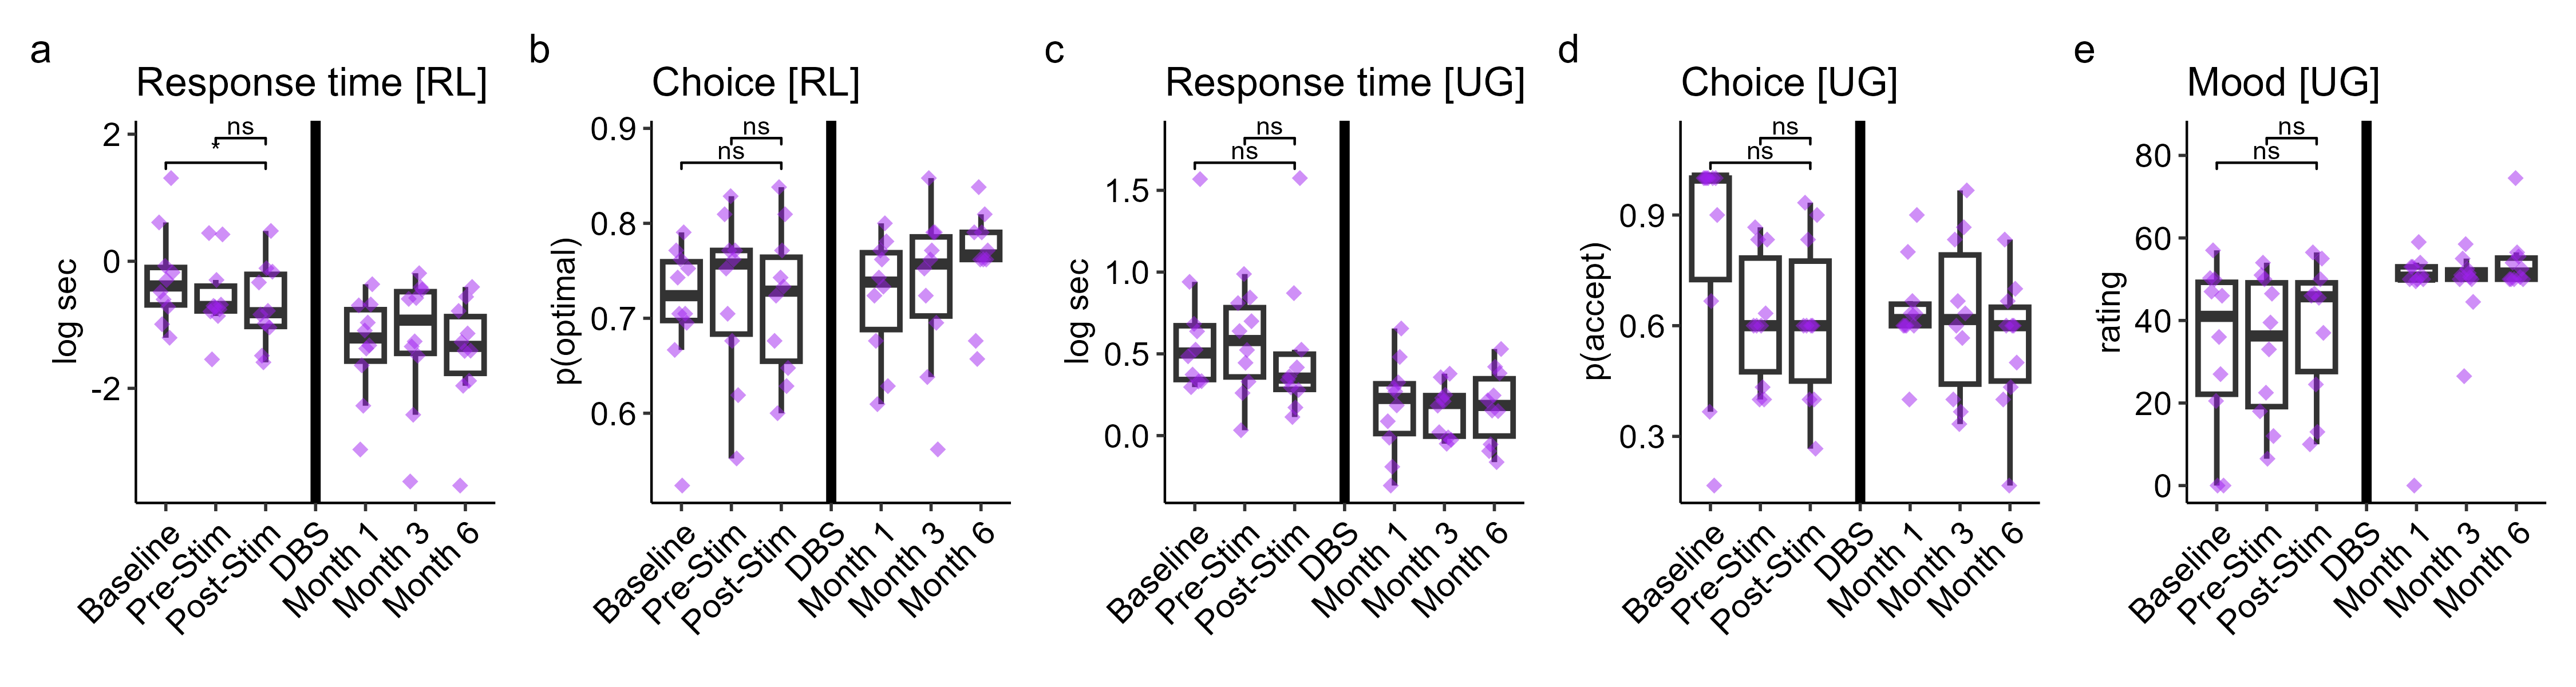 a
Response time [RL]
2
0
-2
log sec
ns
*
Baseline
Pre-Stim
Post-Stim
DBS
Month 1
Month 3
Month 6
b
Choice [RL]
0.9
0.8
0.7
0.6
p(optimal)
ns
ns
Baseline
Pre-Stim
Post-Stim
DBS
Month 1
Month 3
Month 6
c
Response time [UG]
1.5
1.0
0.5
0.0
log sec
ns
ns
Baseline
Pre-Stim
Post-Stim
DBS
Month 1
Month 3
Month 6
d
Choice [UG]
0.9
0.6
0.3
p(accept)
ns
ns
Baseline
Pre-Stim
Post-Stim
DBS
Month 1
Month 3
Month 6
e
Mood [UG]
80
60
40
20
0
rating
ns
ns
Baseline
Pre-Stim
Post-Stim
DBS
Month 1
Month 3
Month 6